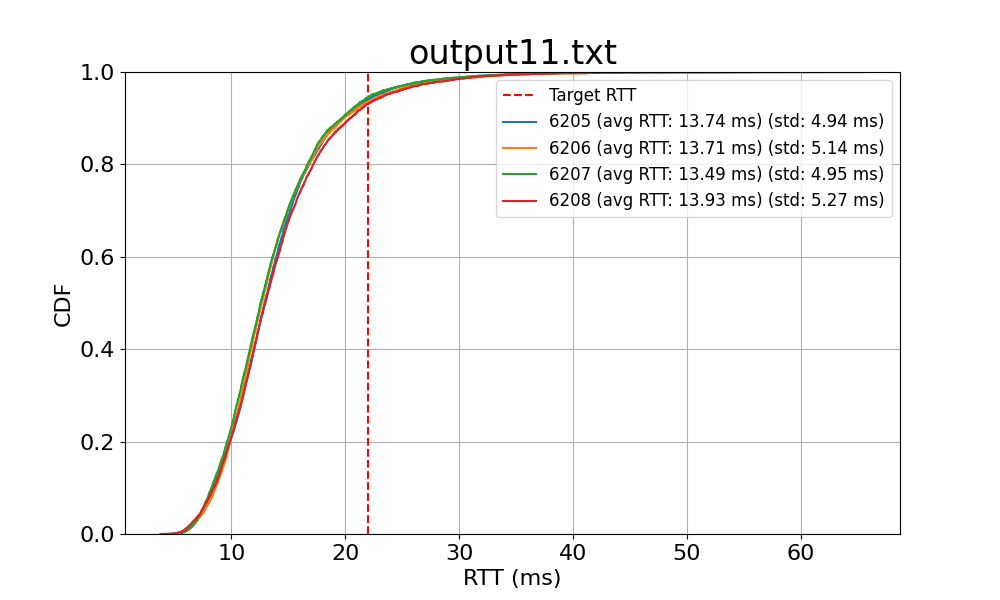 output11.txt
1.0
0.8
0.6
0.4
0.2
0.0
CDF
Target RTT
6205 (avg RTT: 13.74 ms) (std: 4.94 ms)
6206 (avg RTT: 13.71 ms) (std: 5.14 ms)
6207 (avg RTT: 13.49 ms) (std: 4.95 ms)
6208 (avg RTT: 13.93 ms) (std: 5.27 ms)
10 20 30 40 50 60
RTT (ms)